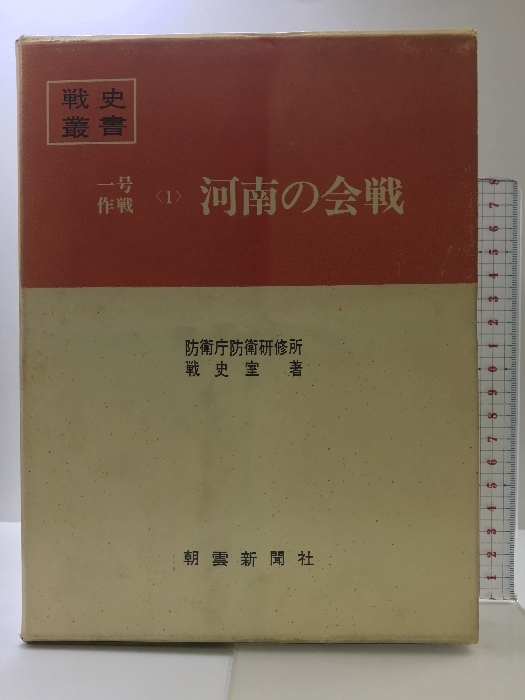 戦史
叢書
一号
作戦
〈1〉
河南の会戦
防衛庁防衛研修所
戦史室 著
朝雲新聞社